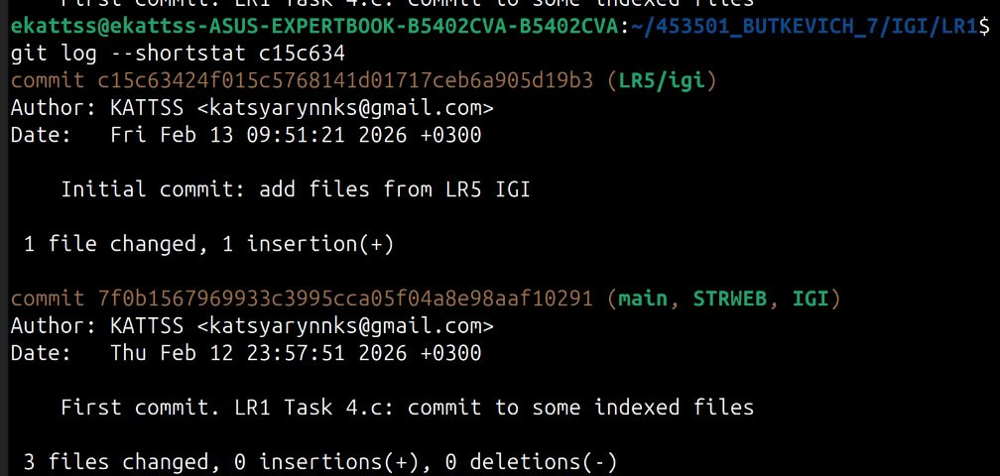 First commit. LR1 Task 4.c: commit to some indexed files
ekattss@ekattss-ASUS-EXPERTBOOK-B5402CVA-B5402CVA:~/453501_BUTKEVICH_7/IGI/LR1$
git log --shortstat c15c634
commit c15c63424f015c5768141d01717ceb6a905d19b3 (LR5/igi)
Author: KATTSS <katsyarynnks@gmail.com>
Date:   Fri Feb 13 09:51:21 2026 +0300
Initial commit: add files from LR5 IGI
1 file changed, 1 insertion(+)
commit 7f0b1567969933c3995cca05f04a8e98aaf10291 (main, STRWEB, IGI)
Author: KATTSS <katsyarynnks@gmail.com>
Date:   Thu Feb 12 23:57:51 2026 +0300
First commit. LR1 Task 4.c: commit to some indexed files
3 files changed, 0 insertions(+), 0 deletions(-)